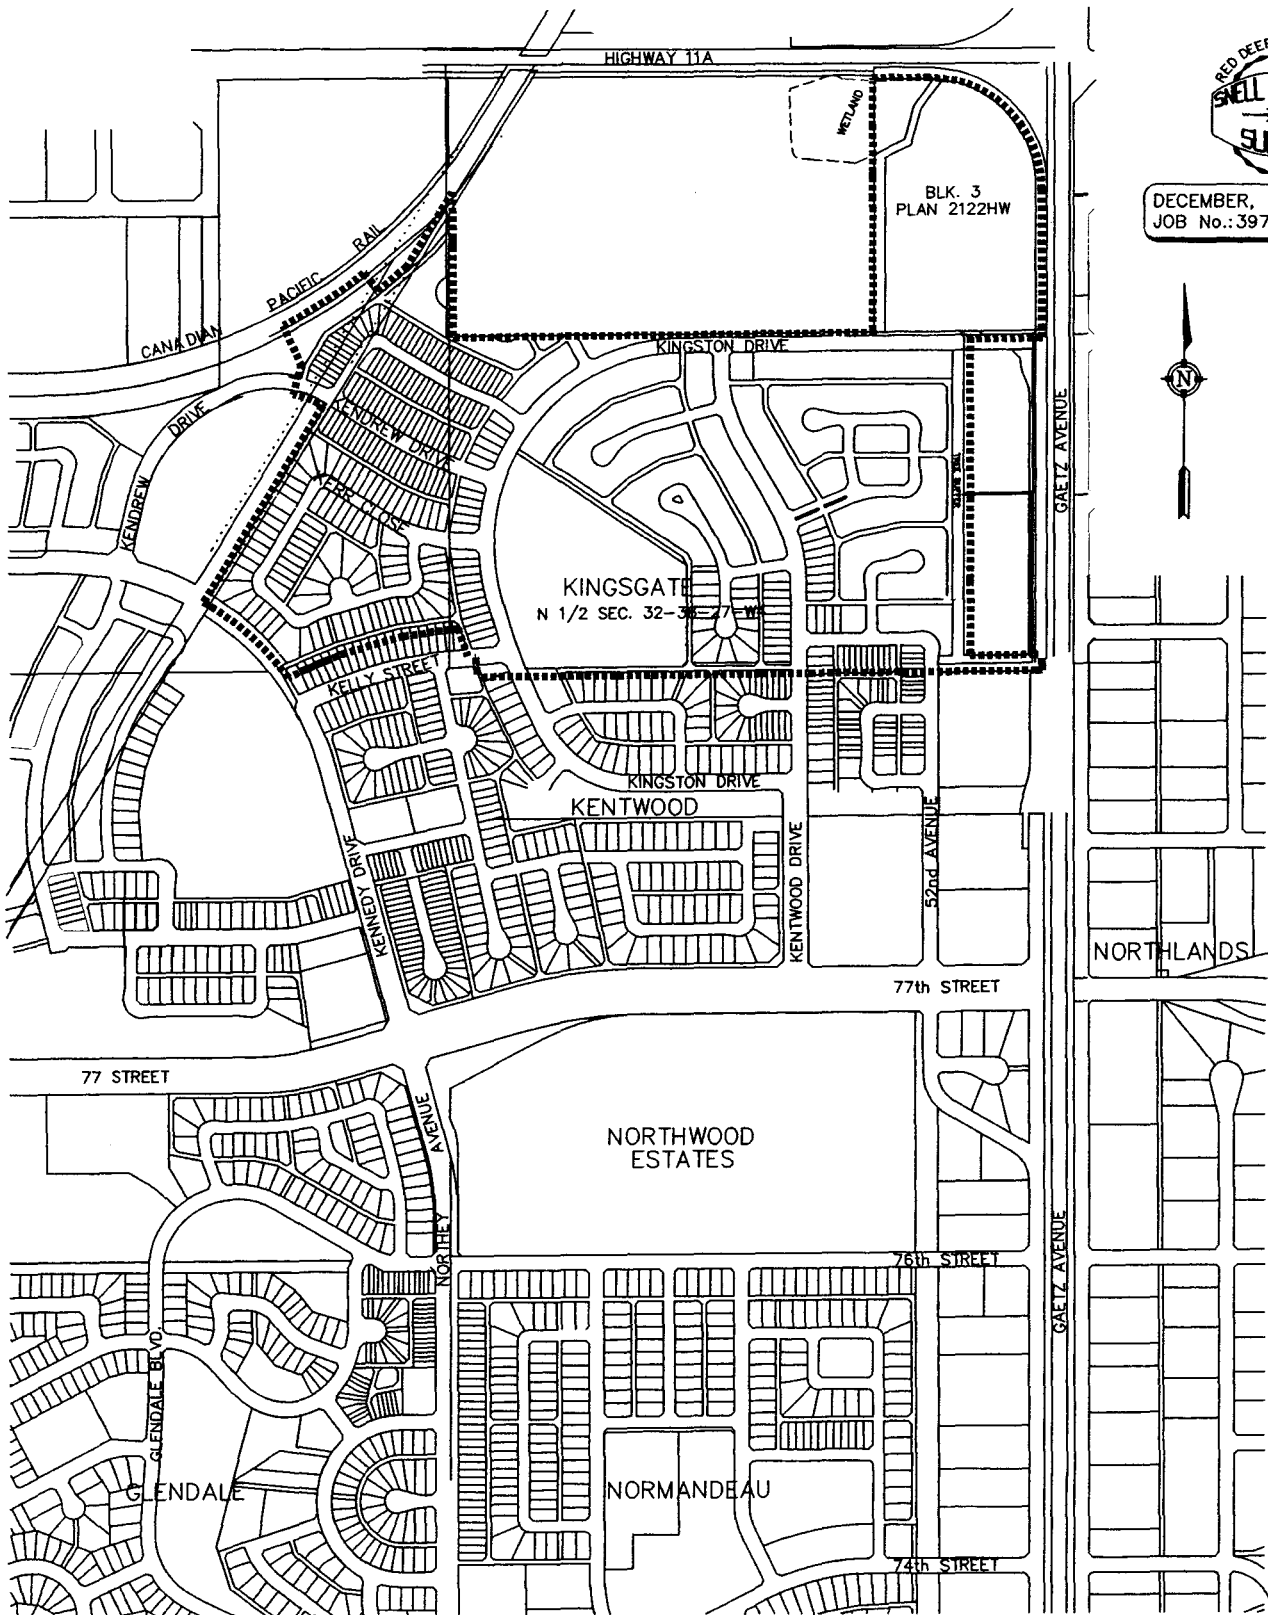 HIGHWAY 11A
RED DEER
SNELL
WETLAND
BLK. 3
PLAN 2122HW
DECEMBER,
JOB No.:397
CANADIAN PACIFIC RAIL
KINGSTON DRIVE
GAETZ AVENUE
N
KENDREW DRIVE
KENDREW DRIVE
KERR CLOSE
KINGSGATE
N 1/2 SEC. 32-38-27-W4
KELLY STREET
KINGSTON DRIVE
KENTWOOD
KENNEDY DRIVE
KENTWOOD DRIVE
52nd AVENUE
NORTHLANDS
77th STREET
77 STREET
NORTHEY AVENUE
NORTHWOOD
ESTATES
76th STREET
GAETZ AVENUE
GLENDALE BLVD.
GLENDALE
NORMANDEAU
74th STREET